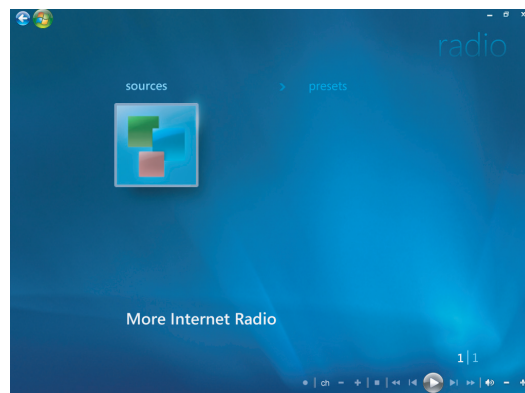 radio
sources > presets
More Internet Radio
1 | 1
ch